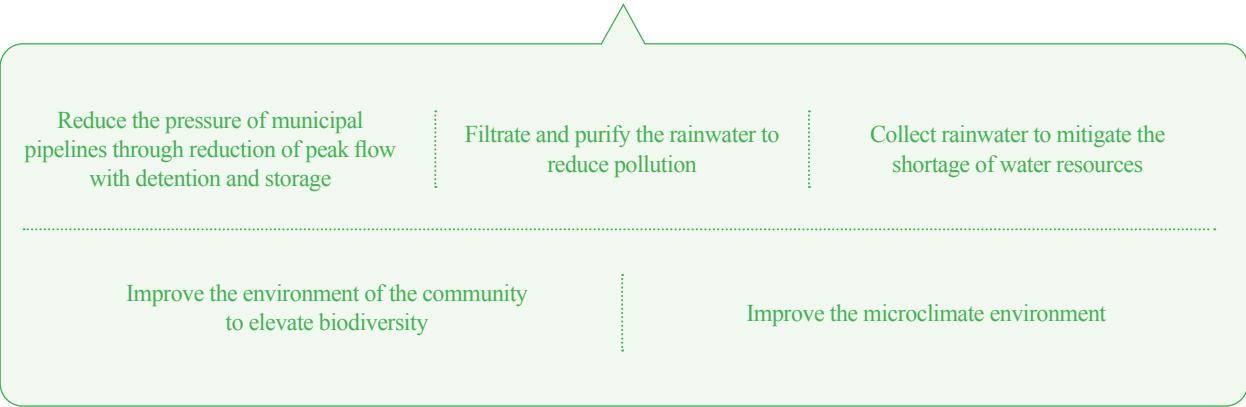 Reduce the pressure of municipal
pipelines through reduction of peak flow
with detention and storage
Filtrate and purify the rainwater to
reduce pollution
Collect rainwater to mitigate the
shortage of water resources
Improve the environment of the community
to elevate biodiversity
Improve the microclimate environment